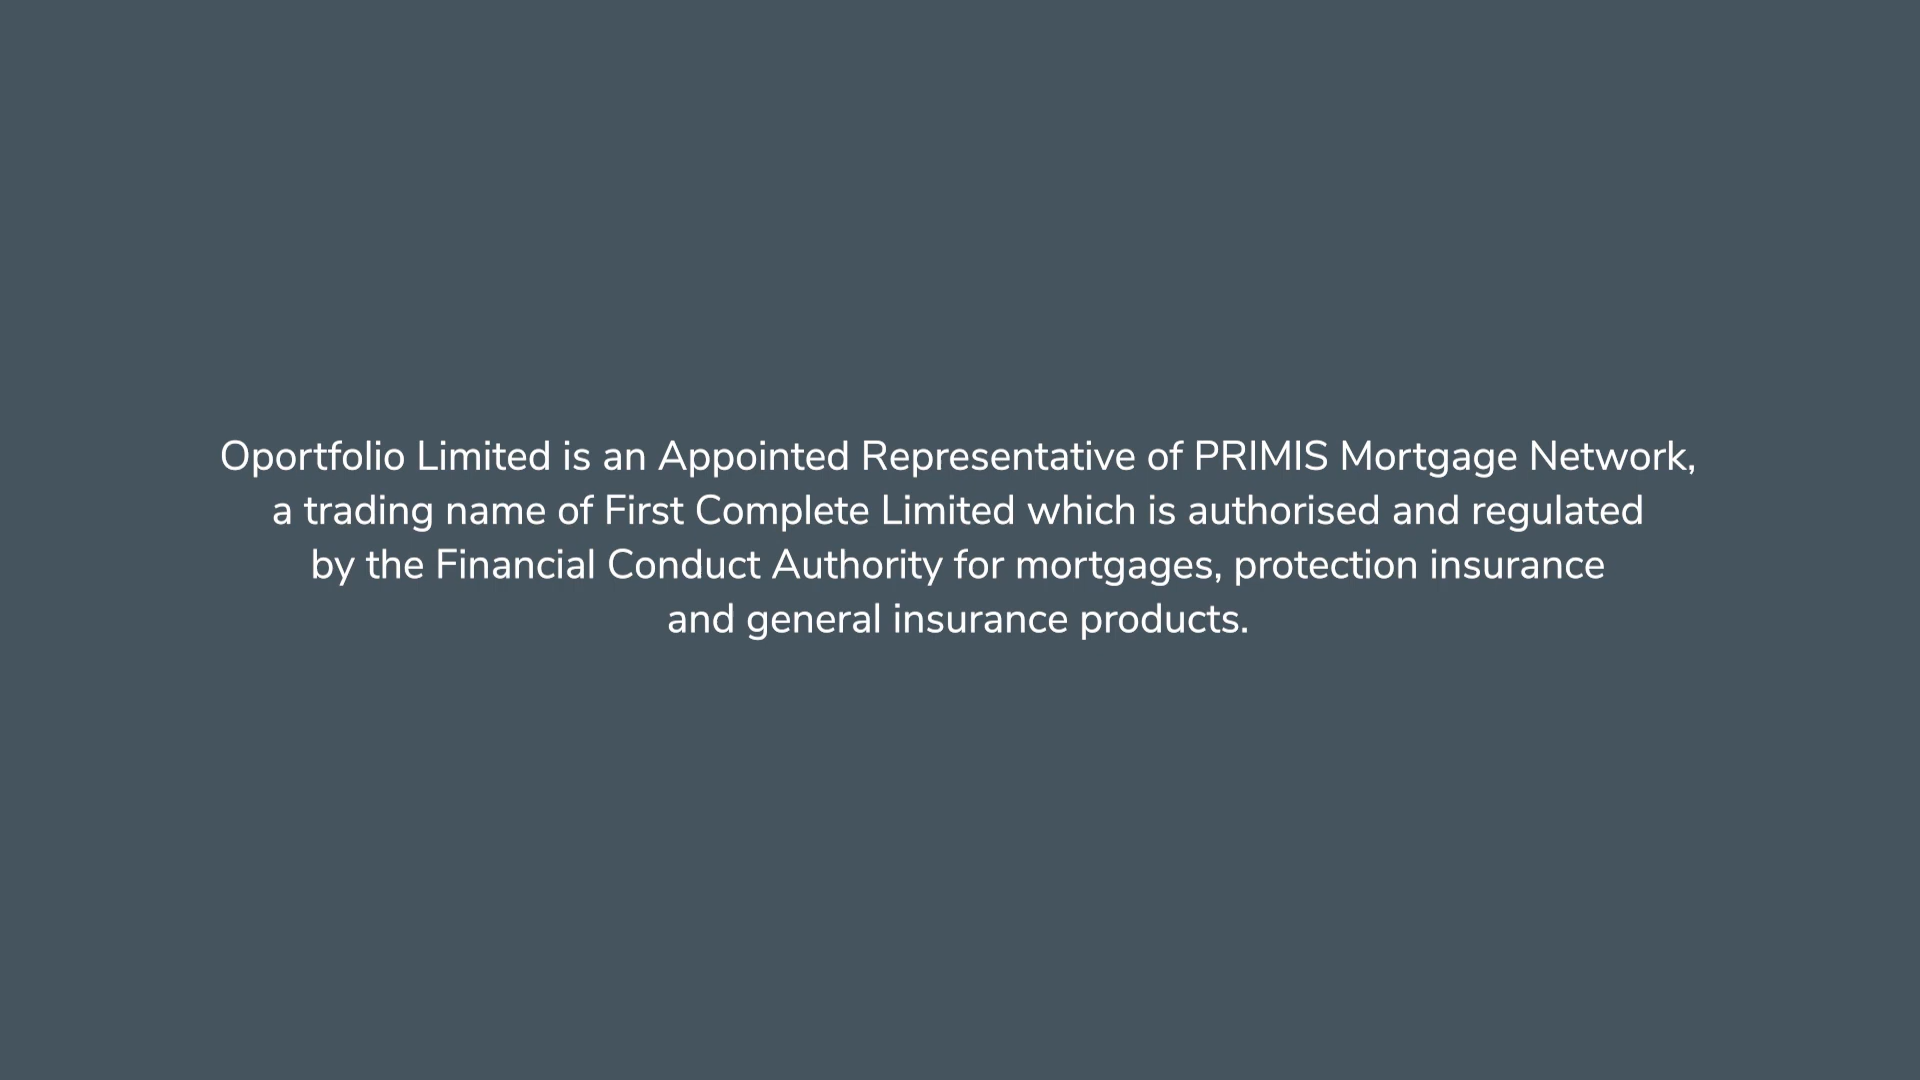 Oportfolio Limited is an Appointed Representative of PRIMIS Mortgage Network,
a trading name of First Complete Limited which is authorised and regulated
by the Financial Conduct Authority for mortgages, protection insurance
and general insurance products.